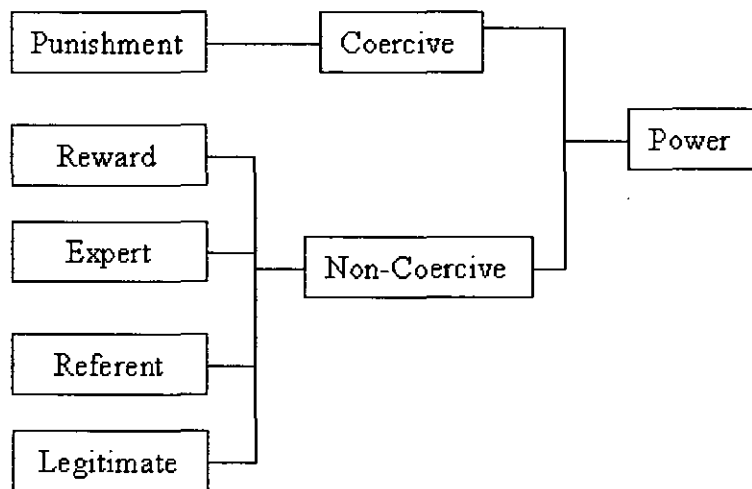 Punishment
Coercive
Power
Reward
Expert
Non-Coercive
Referent
Legitimate